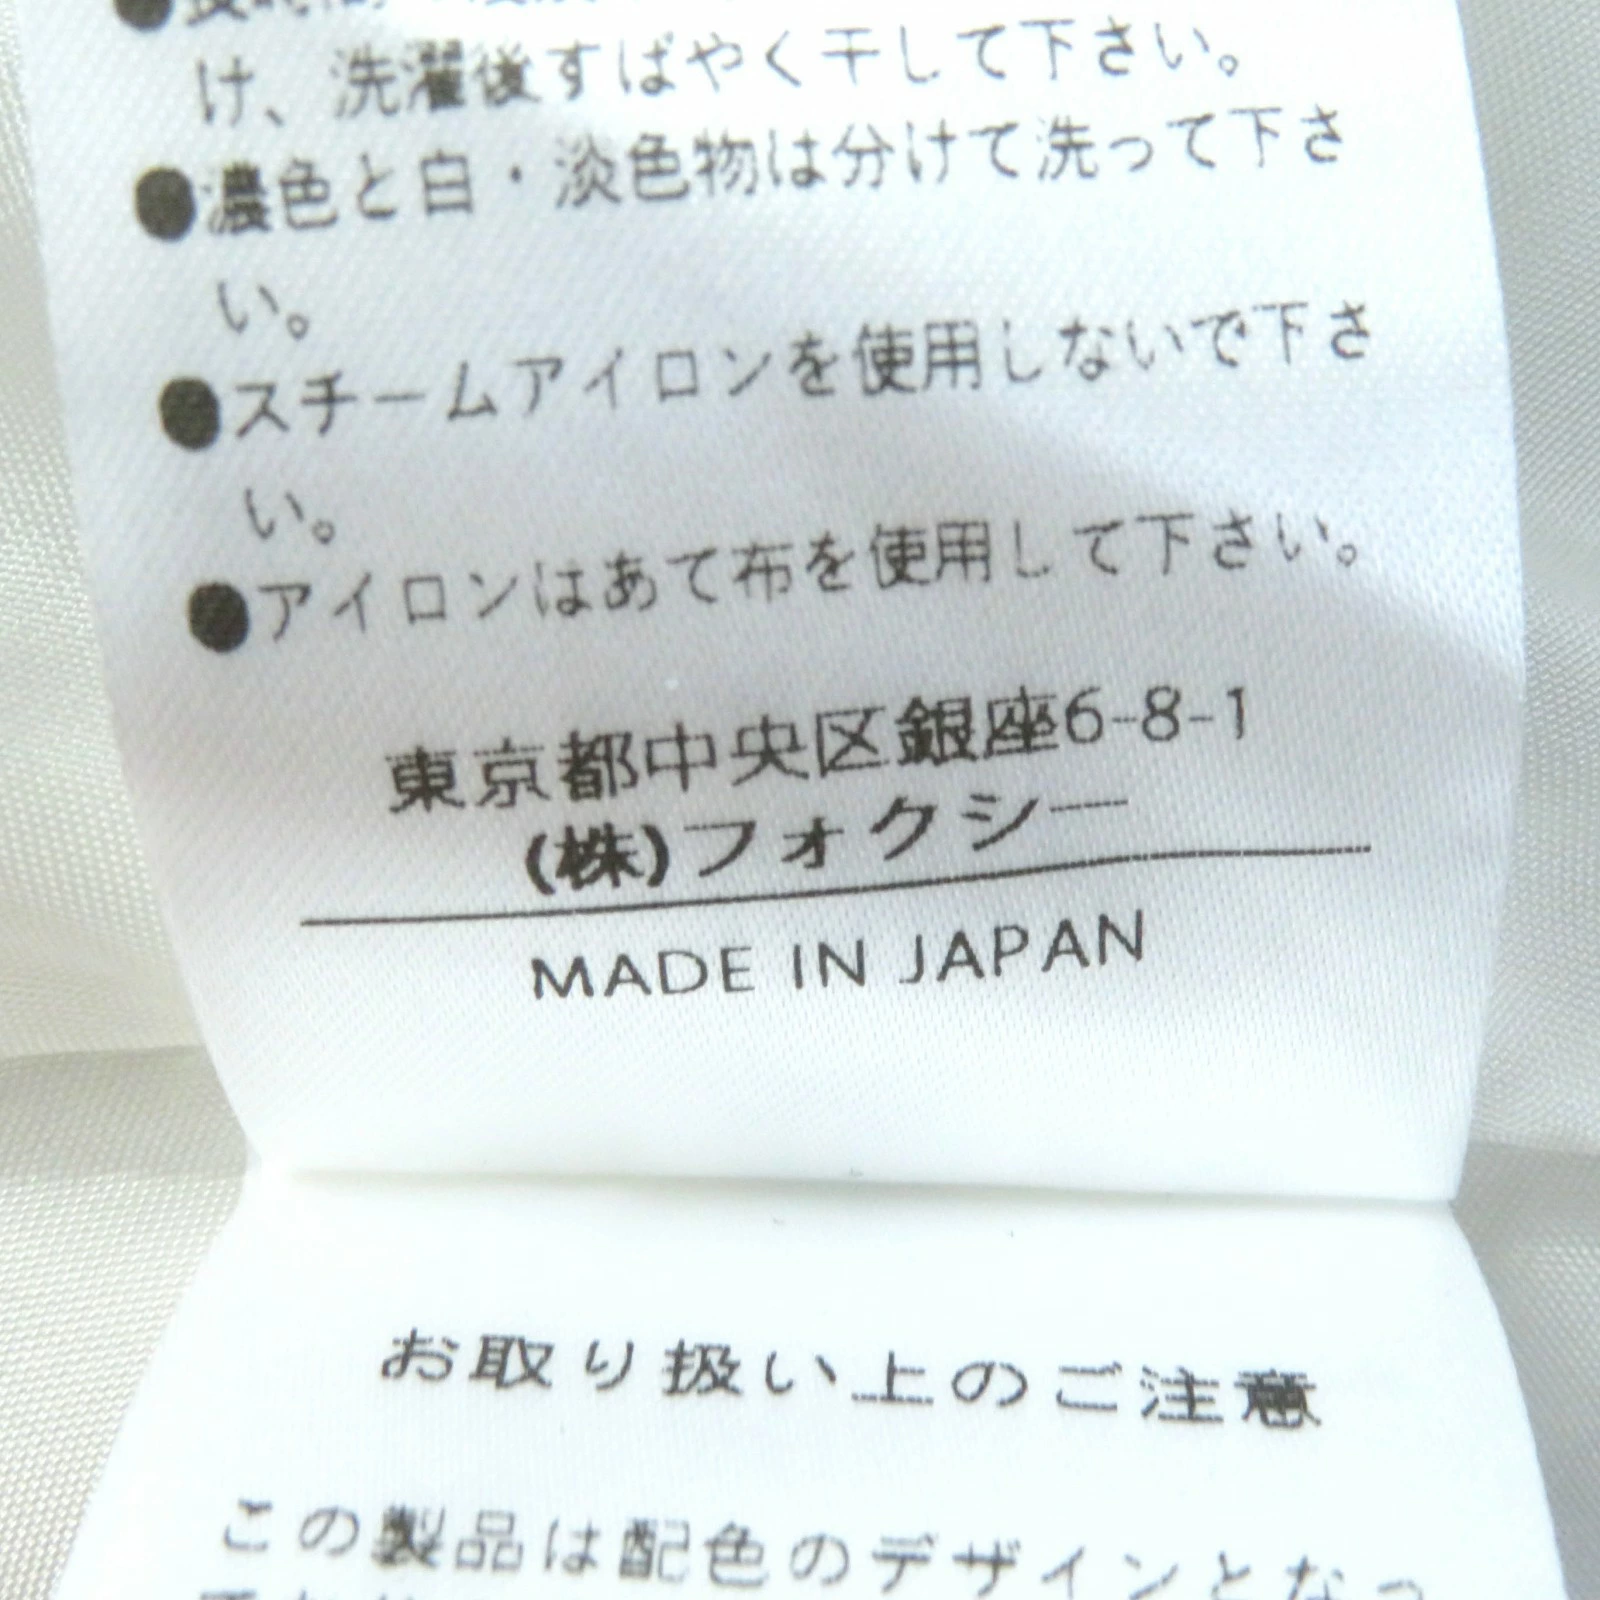 け、洗濯後すばやく干して下さい。
●濃色と白・淡色物は分けて洗って下さ
い。
●スチームアイロンを使用しないで下さ
い。
●アイロンはあて布を使用して下さい。
東京都中央区銀座6-8-1
(株)フォクシー
MADE IN JAPAN
お取り扱い上のご注意
この製品は配色のデザインとなっ